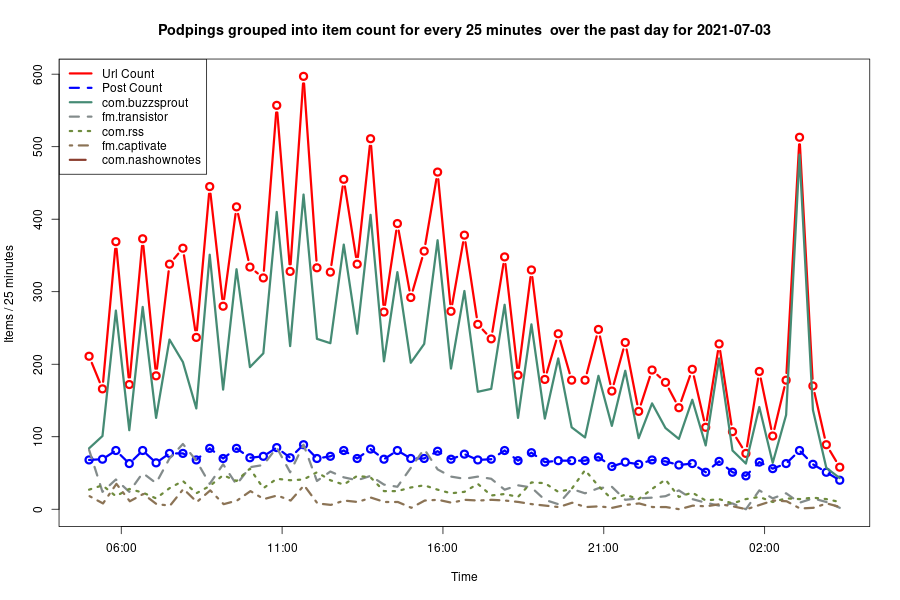 Podpings grouped into item count for every 25 minutes  over the past day for 2021-07-03
Url Count
Post Count
com.buzzsprout
fm.transistor
com.rss
fm.captivate
com.nashownotes
Items / 25 minutes
600
500
400
300
200
100
0
06:00
11:00
16:00
21:00
02:00
Time